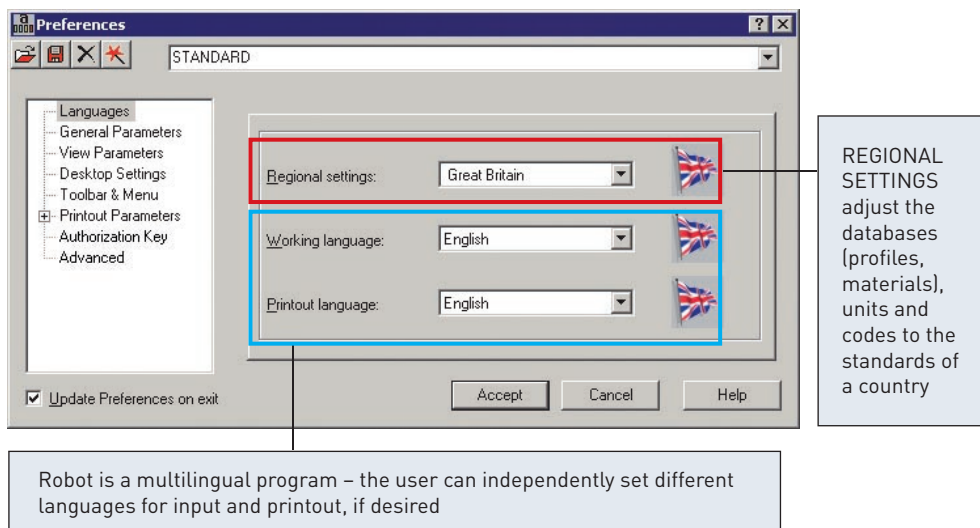 Preferences
STANDARD
Languages
General Parameters
View Parameters
Desktop Settings
Toolbar & Menu
Printout Parameters
Authorization Key
Advanced
Regional settings:
Great Britain
Working language:
English
Printout language:
English
Update Preferences on exit
Accept
Cancel
Help
REGIONAL
SETTINGS
adjust the
databases
(profiles,
materials),
units and
codes to the
standards of
a country
Robot is a multilingual program – the user can independently set different
languages for input and printout, if desired